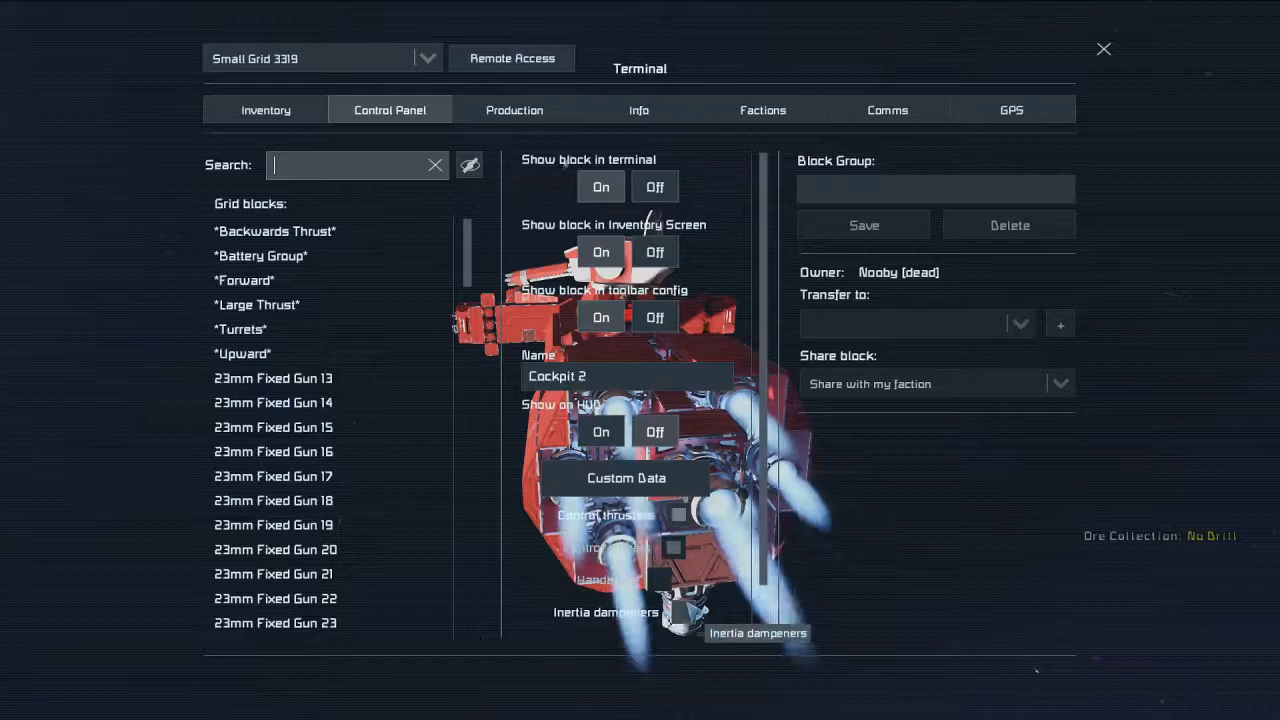 Small Grid 3319
Remote Access
Terminal
Inventory
Control Panel
Production
Info
Factions
Comms
GPS
Search:
Grid blocks:
*Backwards Thrust*
*Battery Group*
*Forward*
*Large Thrust*
*Turrets*
*Upward*
23mm Fixed Gun 13
23mm Fixed Gun 14
23mm Fixed Gun 15
23mm Fixed Gun 16
23mm Fixed Gun 17
23mm Fixed Gun 18
23mm Fixed Gun 19
23mm Fixed Gun 20
23mm Fixed Gun 21
23mm Fixed Gun 22
23mm Fixed Gun 23
Show block in terminal
On Off
Show block in Inventory Screen
On Off
Show block in toolbar config
On Off
Name
Cockpit 2
Show on HUD
On Off
Custom Data
Control thrusters
Inertia dampeners
Inertia dampeners
Block Group:
Save
Delete
Owner: Nooby [dead]
Transfer to:
+
Share block:
Share with my faction
Ore Collection: No Drill